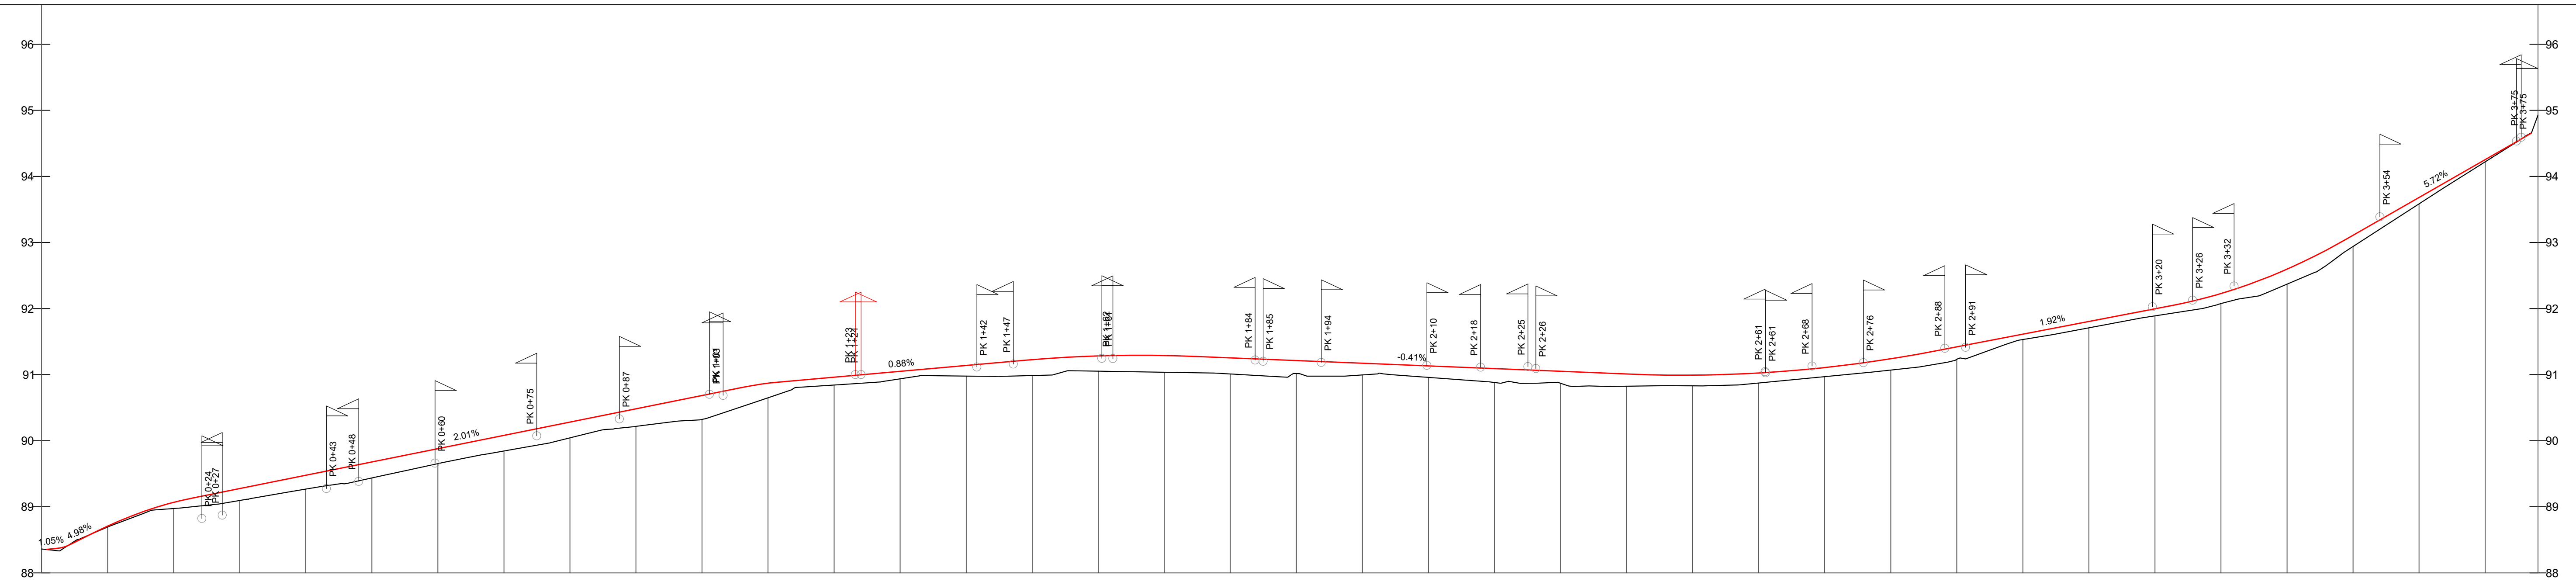 96
95
94
93
92
91
90
89
88
1.05%
4.98%
PK 0+24
PK 0+27
PK 0+43
PK 0+48
PK 0+60
2.01%
PK 0+75
PK 0+87
PK 1+23
PK 1+24
0.88%
PK 1+42
PK 1+47
PK 1+62
PK 1+84
PK 1+85
PK 1+94
-0.41%
PK 2+10
PK 2+18
PK 2+25
PK 2+26
PK 2+61
PK 2+61
PK 2+68
PK 2+76
PK 2+88
PK 2+91
1.92%
PK 3+20
PK 3+26
PK 3+32
PK 3+54
5.72%
PK 3+75
PK 3+75
96
95
94
93
92
91
90
89
88